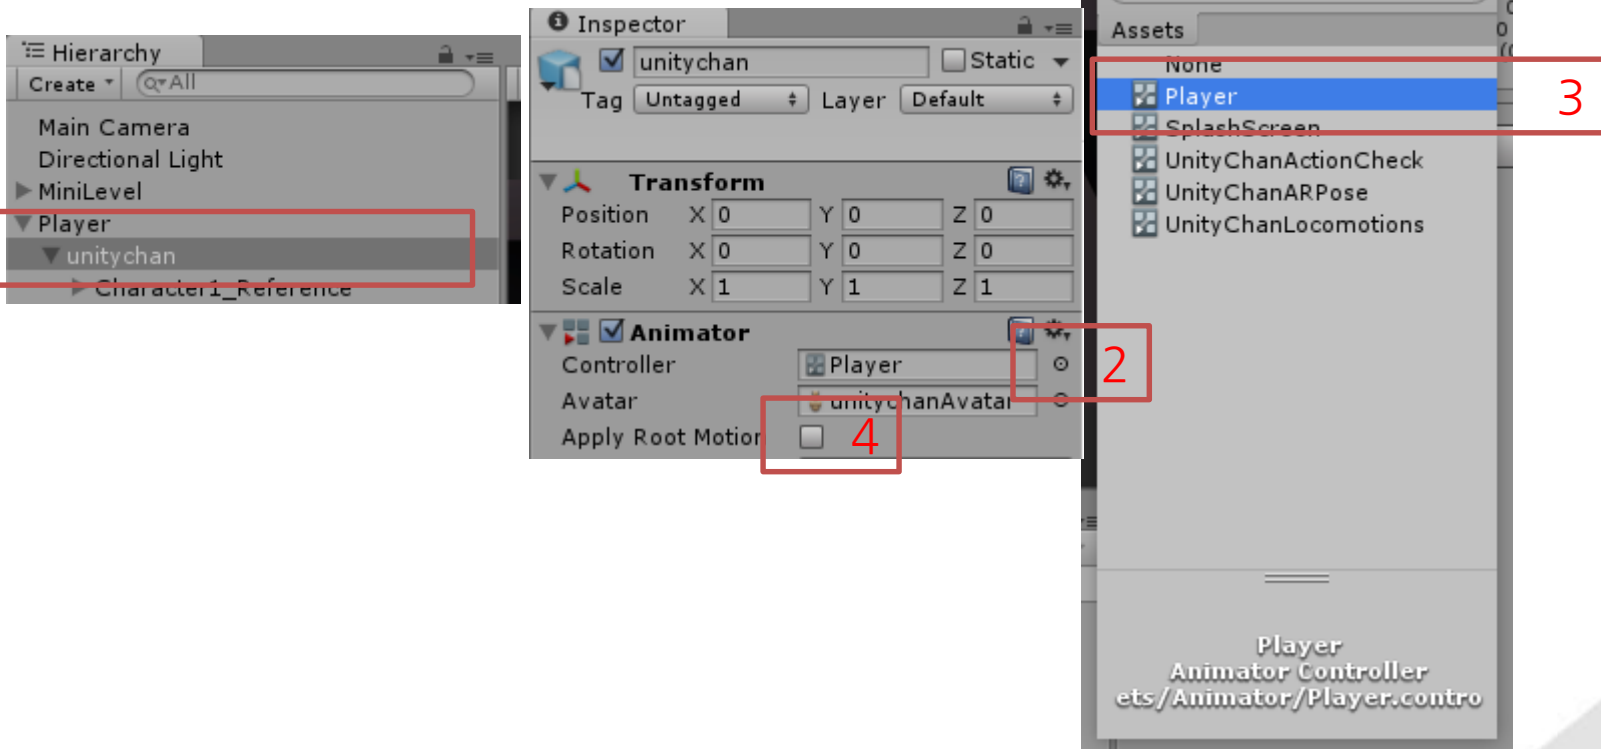 Hierarchy
Create
All
Main Camera
Directional Light
MiniLevel
Player
unitychan
Character1_Reference
Inspector
unitychan
Static
Tag Untagged Layer Default
Transform
Position X 0 Y 0 Z 0
Rotation X 0 Y 0 Z 0
Scale X 1 Y 1 Z 1
Animator
Controller Player
2
Avatar unitychanAvatar
Apply Root Motion
4
Assets
None
Player
3
SplashScreen
UnityChanActionCheck
UnityChanARPose
UnityChanLocomotions
Player
Animator Controller
ets/Animator/Player.contro